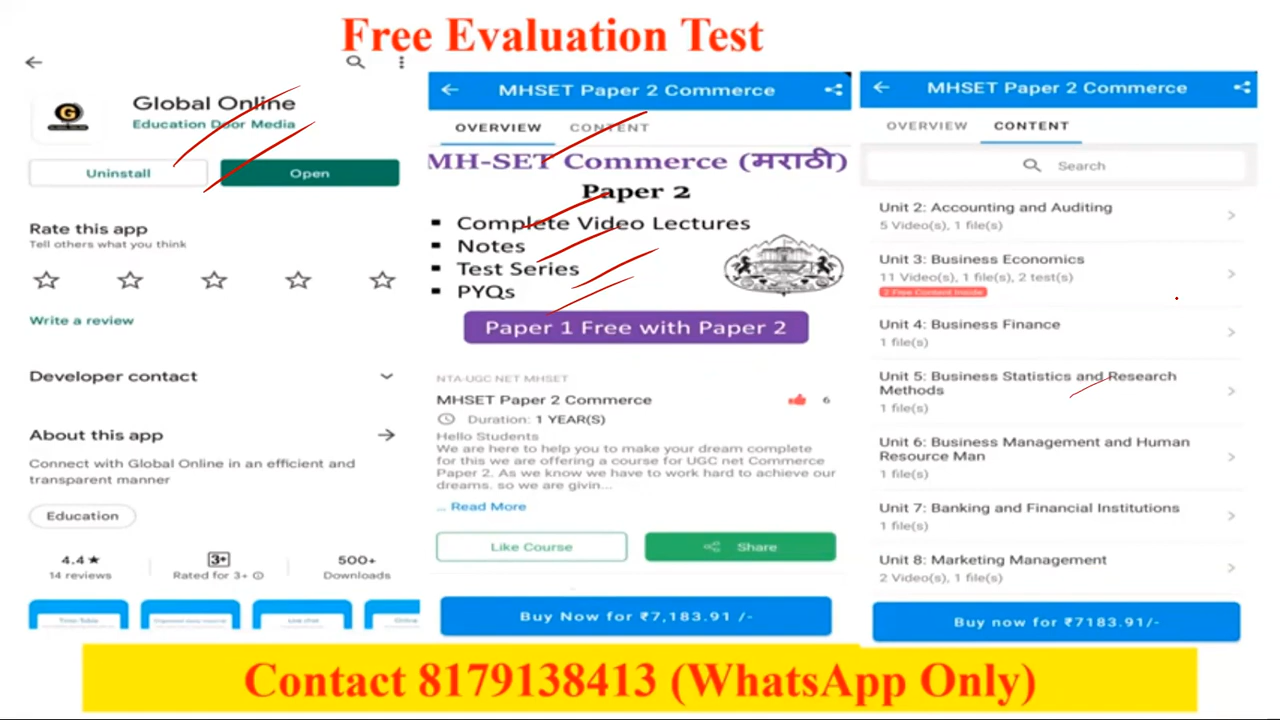 Free Evaluation Test
Global Online
Education Door Media
Uninstall
Open
Rate this app
Tell others what you think
Write a review
Developer contact
About this app
Connect with Global Online in an efficient and
transparent manner
Education
4.4★
14 reviews
3+
Rated for 3+
500+
Downloads
Live chat
MHSET Paper 2 Commerce
OVERVIEW CONTENT
MH-SET Commerce (मराठी)
Paper 2
▪ Complete Video Lectures
▪ Notes
▪ Test Series
▪ PYQs
Paper 1 Free with Paper 2
NTA-UGC NET MHSET
MHSET Paper 2 Commerce
6
Duration: 1 YEAR(S)
Hello Students
We are here to help you to make your dream complete
for this we are offering a course for UGC net Commerce
Paper 2. As we know we have to work hard to achieve our
dreams. so we are givin...
... Read More
Like Course
Share
Buy Now for ₹7,183.91 /-
MHSET Paper 2 Commerce
OVERVIEW CONTENT
Search
Unit 2: Accounting and Auditing
5 Video(s), 1 file(s)
Unit 3: Business Economics
11 Video(s), 1 file(s), 2 test(s)
2 Free Content Inside
Unit 4: Business Finance
1 file(s)
Unit 5: Business Statistics and Research
Methods
1 file(s)
Unit 6: Business Management and Human
Resource Man
1 file(s)
Unit 7: Banking and Financial Institutions
1 file(s)
Unit 8: Marketing Management
2 Video(s), 1 file(s)
Buy now for ₹7183.91/-
Contact 8179138413 (WhatsApp Only)